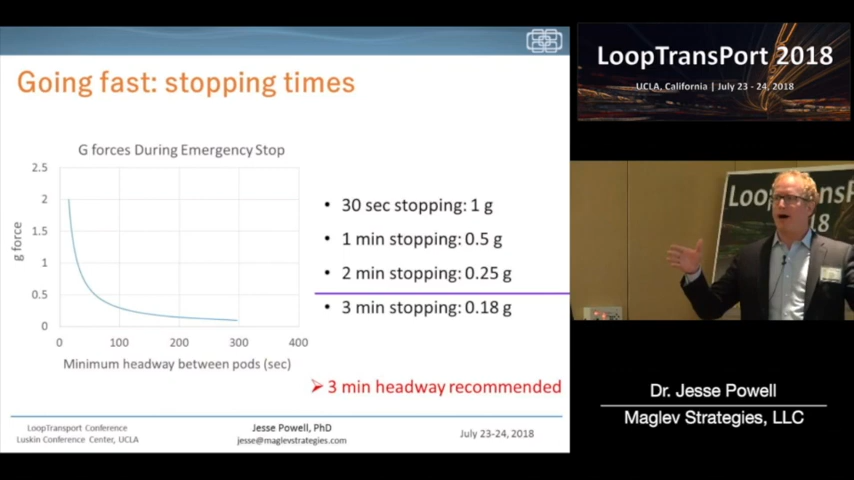 Going fast: stopping times
G forces During Emergency Stop
2.5
2
1.5
1
0.5
0
g force
0 100 200 300 400
Minimum headway between pods (sec)
• 30 sec stopping: 1 g
• 1 min stopping: 0.5 g
• 2 min stopping: 0.25 g
• 3 min stopping: 0.18 g
➢ 3 min headway recommended
LoopTransport Conference
Luskin Conference Center, UCLA
Jesse Powell, PhD
jesse@maglevstrategies.com
July 23-24, 2018
LoopTransPort 2018
UCLA, California | July 23 - 24, 2018
LoopTransP
18
Dr. Jesse Powell
Maglev Strategies, LLC